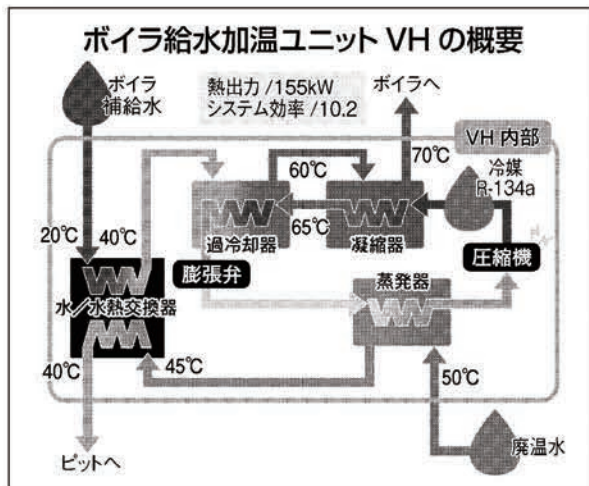 ボイラ給水加温ユニット VH の概要
ボイラ
補給水
熱出力 /155kW
システム効率 /10.2
ボイラへ
VH 内部
70℃
60℃
冷媒
R-134a
20℃
40℃
65℃
過冷却器
凝縮器
圧縮機
膨張弁
蒸発器
水／水熱交換器
40℃
45℃
50℃
ピットへ
廃温水